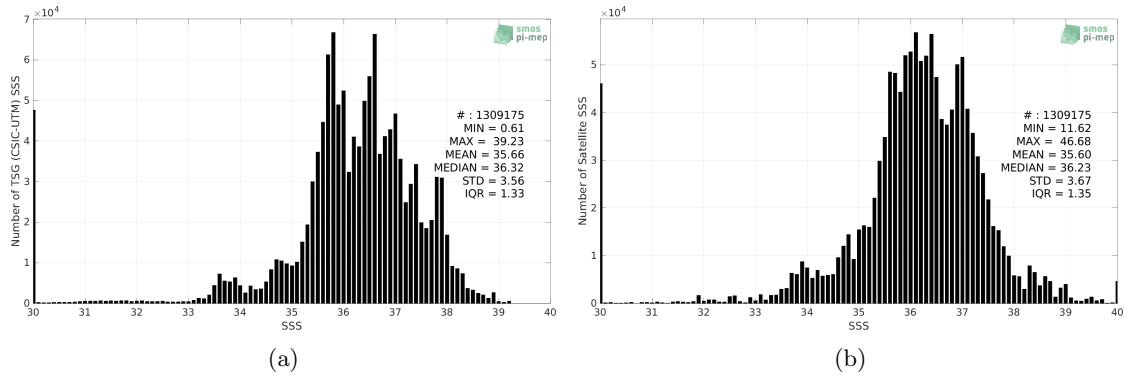 ×10⁴
7
6
5
4
3
2
1
0
Number of TSG (CSIC-UTM) SSS
smos
pi-mep
# : 1309175
MIN = 0.61
MAX = 39.23
MEAN = 35.66
MEDIAN = 36.32
STD = 3.56
IQR = 1.33
30 31 32 33 34 35 36 37 38 39 40
SSS
(a)
×10⁴
5
4
3
2
1
0
Number of Satellite SSS
smos
pi-mep
# : 1309175
MIN = 11.62
MAX = 46.68
MEAN = 35.60
MEDIAN = 36.23
STD = 3.67
IQR = 1.35
30 31 32 33 34 35 36 37 38 39 40
SSS
(b)